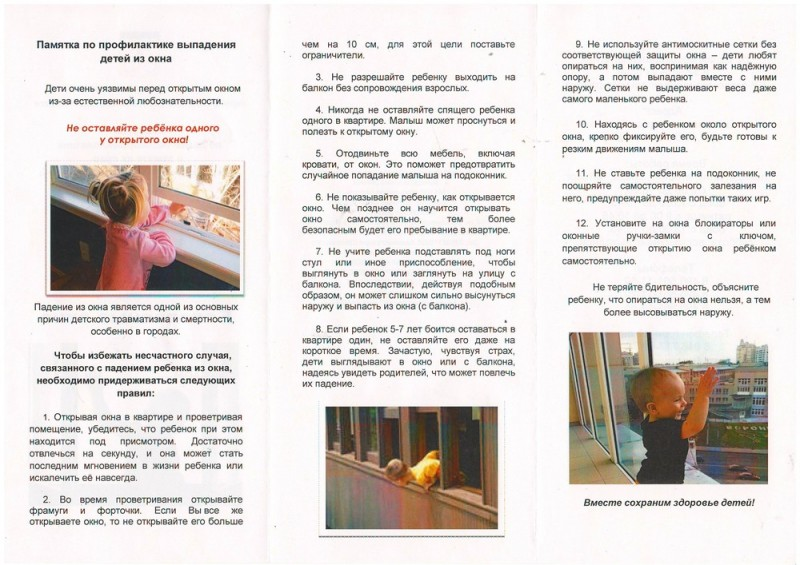 Памятка по профилактике выпадения
детей из окна
Дети очень уязвимы перед открытым окном
из-за естественной любознательности.
Не оставляйте ребёнка одного
у открытого окна!
Падение из окна является одной из основных
причин детского травматизма и смертности,
особенно в городах.
Чтобы избежать несчастного случая,
связанного с падением ребенка из окна,
необходимо придерживаться следующих
правил:
1. Открывая окна в квартире и проветривая
помещение, убедитесь, что ребенок при этом
находится под присмотром. Достаточно
отвлечься на секунду, и она может стать
последним мгновением в жизни ребенка или
искалечить её навсегда.
2. Во время проветривания открывайте
фрамуги и форточки. Если Вы все же
открываете окно, то не открывайте его больше
чем на 10 см, для этой цели поставьте
ограничители.
3. Не разрешайте ребенку выходить на
балкон без сопровождения взрослых.
4. Никогда не оставляйте спящего ребенка
одного в квартире. Малыш может проснуться и
полезть к открытому окну.
5. Отодвиньте всю мебель, включая
кровати, от окон. Это поможет предотвратить
случайное попадание малыша на подоконник.
6. Не показывайте ребенку, как открывается
окно. Чем позднее он научится открывать
окно самостоятельно, тем более
безопасным будет его пребывание в квартире.
7. Не учите ребенка подставлять под ноги
стул или иное приспособление, чтобы
выглянуть в окно или заглянуть на улицу с
балкона. Впоследствии, действуя подобным
образом, он может слишком сильно высунуться
наружу и выпасть из окна (с балкона).
8. Если ребенок 5-7 лет боится оставаться в
квартире один, не оставляйте его даже на
короткое время. Зачастую, чувствуя страх,
дети выглядывают в окно или с балкона,
надеясь увидеть родителей, что может повлечь
их падение.
9. Не используйте антимоскитные сетки без
соответствующей защиты окна – дети любят
опираться на них, воспринимая как надёжную
опору, а потом выпадают вместе с ними
наружу. Сетки не выдерживают веса даже
самого маленького ребенка.
10. Находясь с ребенком около открытого
окна, крепко фиксируйте его, будьте готовы к
резким движениям малыша.
11. Не ставьте ребенка на подоконник, не
поощряйте самостоятельного залезания на
него, предупреждайте даже попытки таких игр.
12. Установите на окна блокираторы или
оконные ручки-замки с ключом,
препятствующие открытию окна ребёнком
самостоятельно.
Не теряйте бдительность, объясните
ребенку, что опираться на окна нельзя, а тем
более высовываться наружу.
Вместе сохраним здоровье детей!